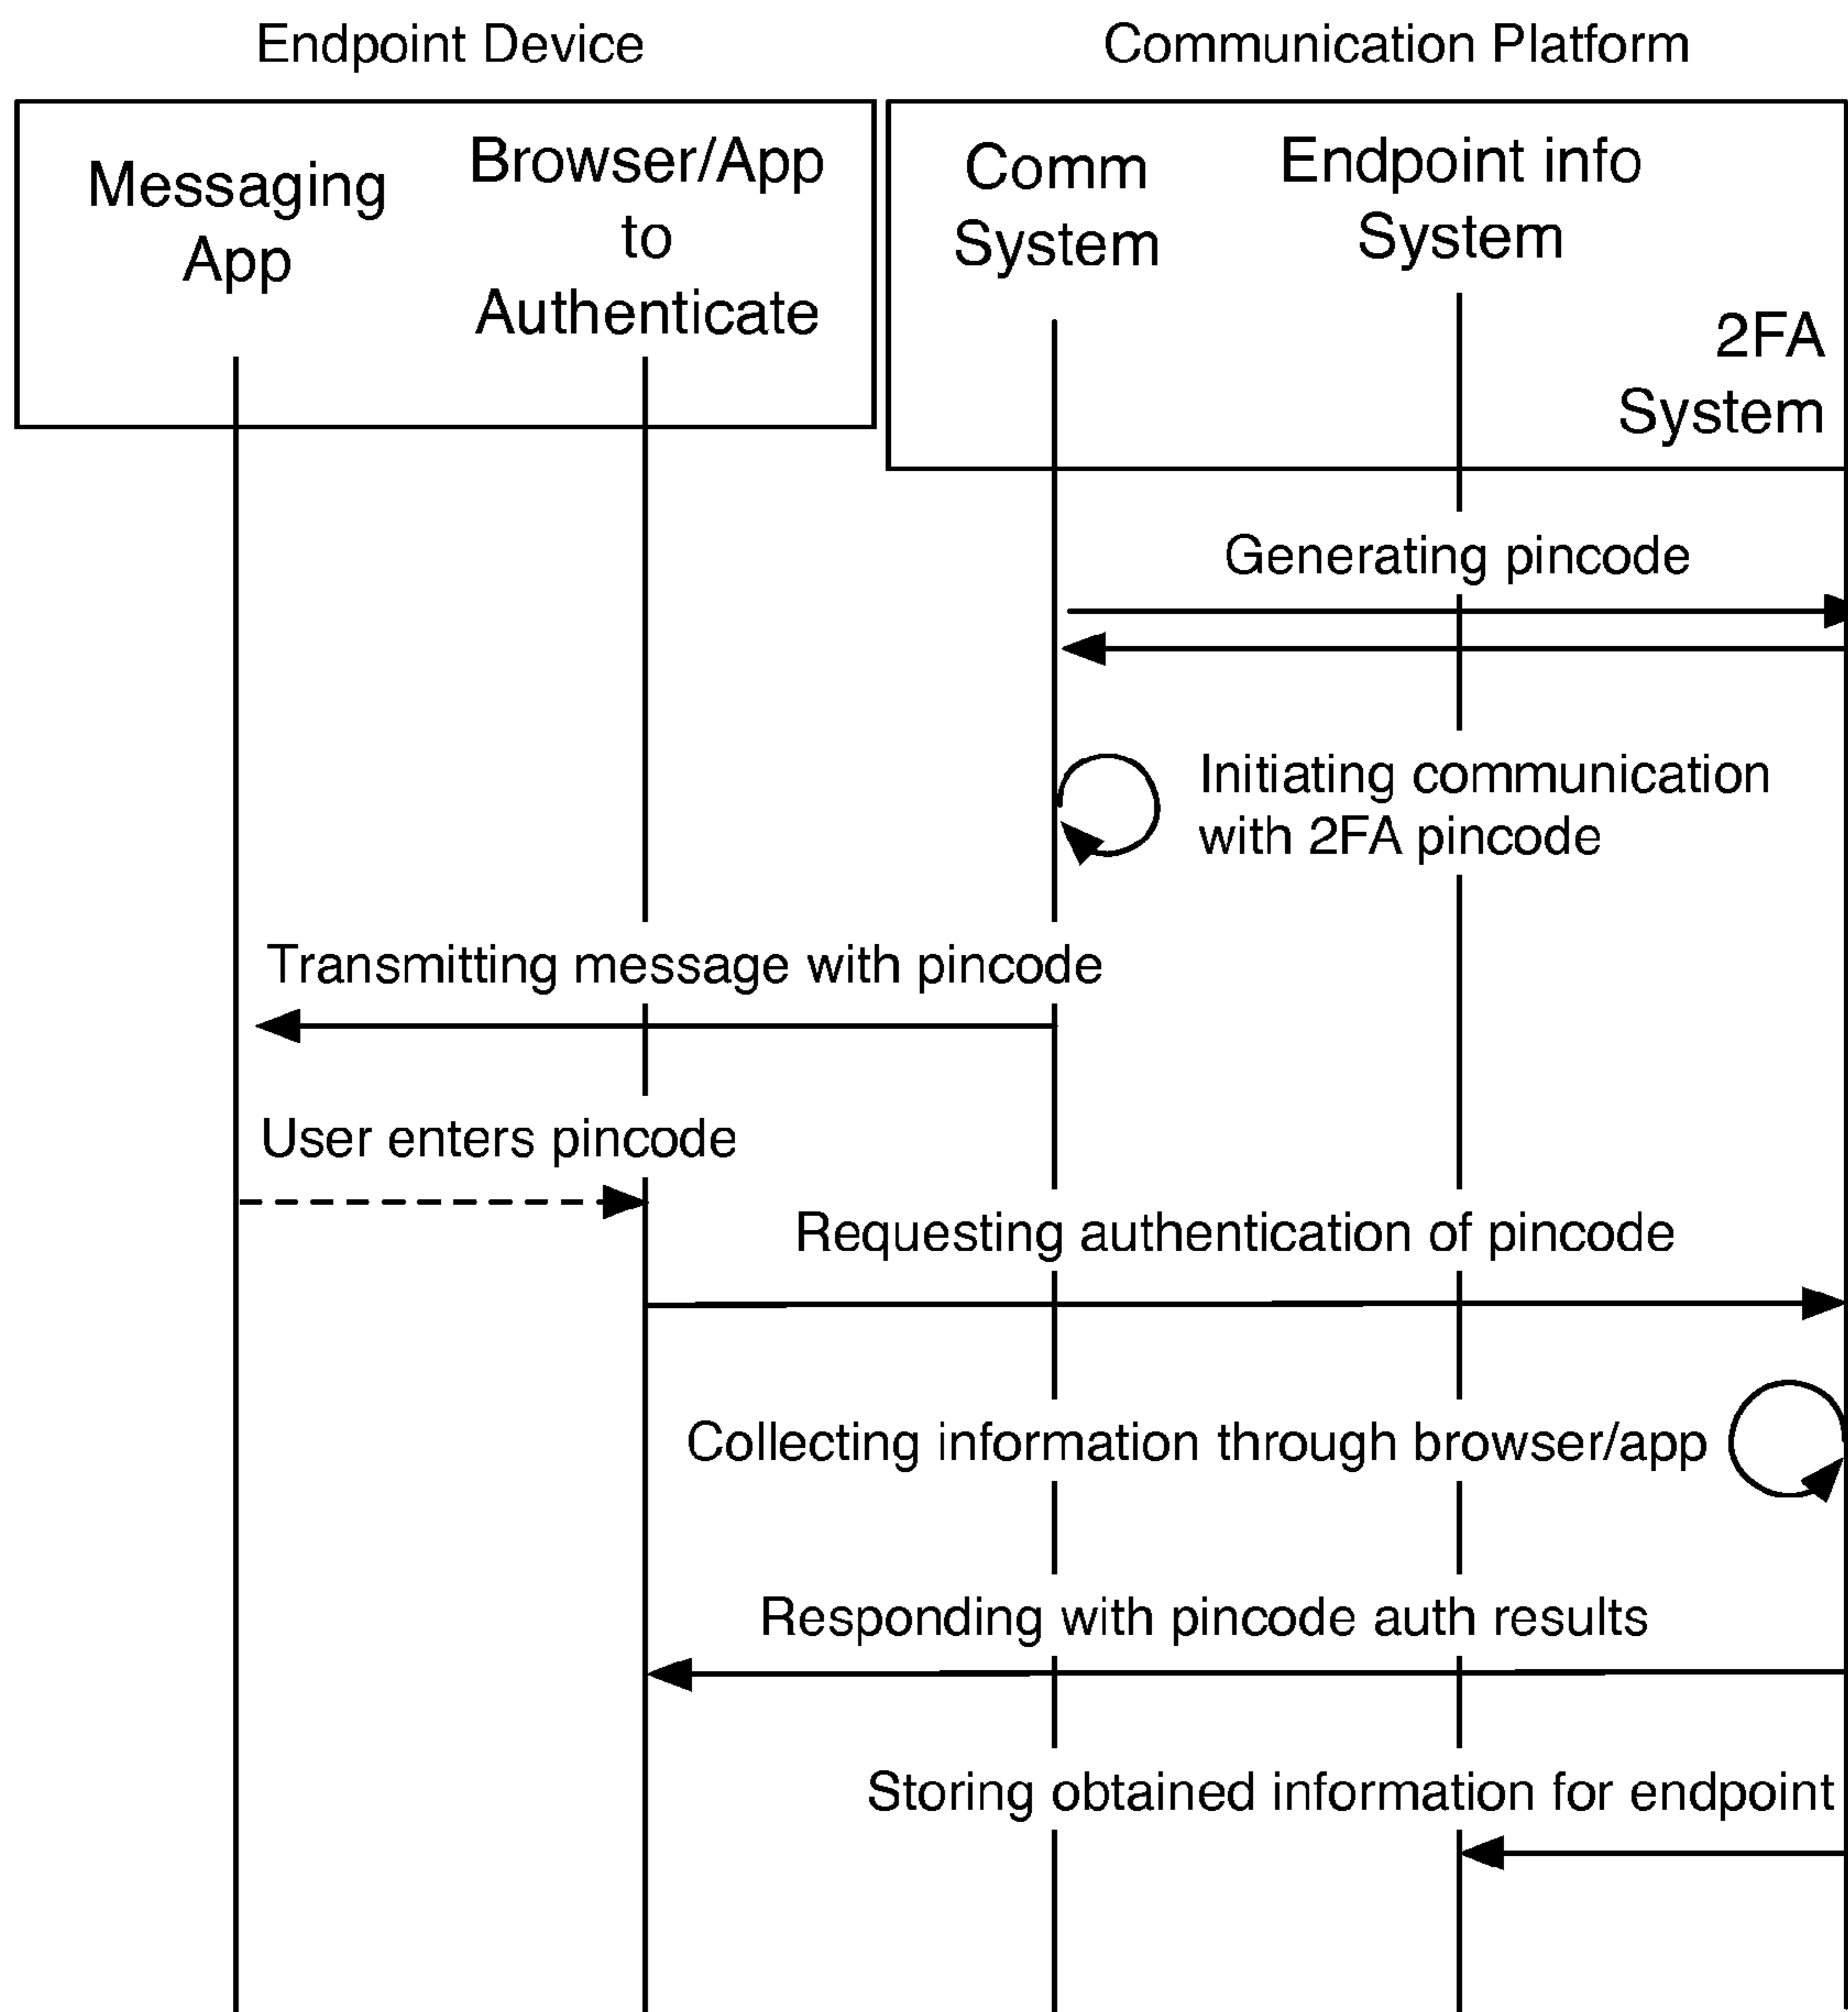 Endpoint Device
Communication Platform
Messaging
App
Browser/App
to
Authenticate
Comm
System
Endpoint info
System
2FA
System
Generating pincode
Initiating communication
with 2FA pincode
Transmitting message with pincode
User enters pincode
Requesting authentication of pincode
Collecting information through browser/app
Responding with pincode auth results
Storing obtained information for endpoint